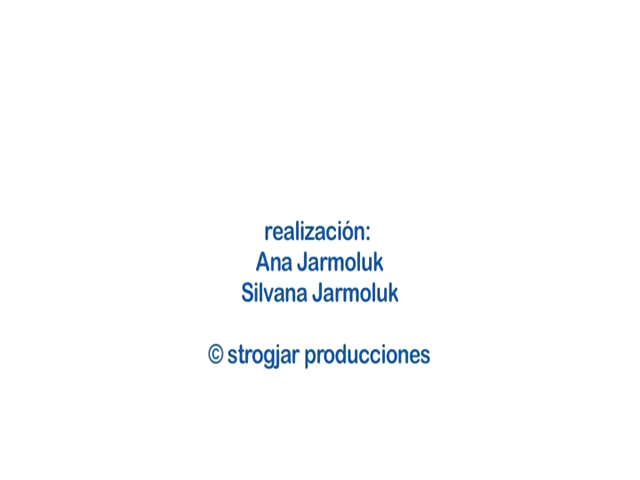 realización:
Ana Jarmoluk
Silvana Jarmoluk
© strogjar producciones